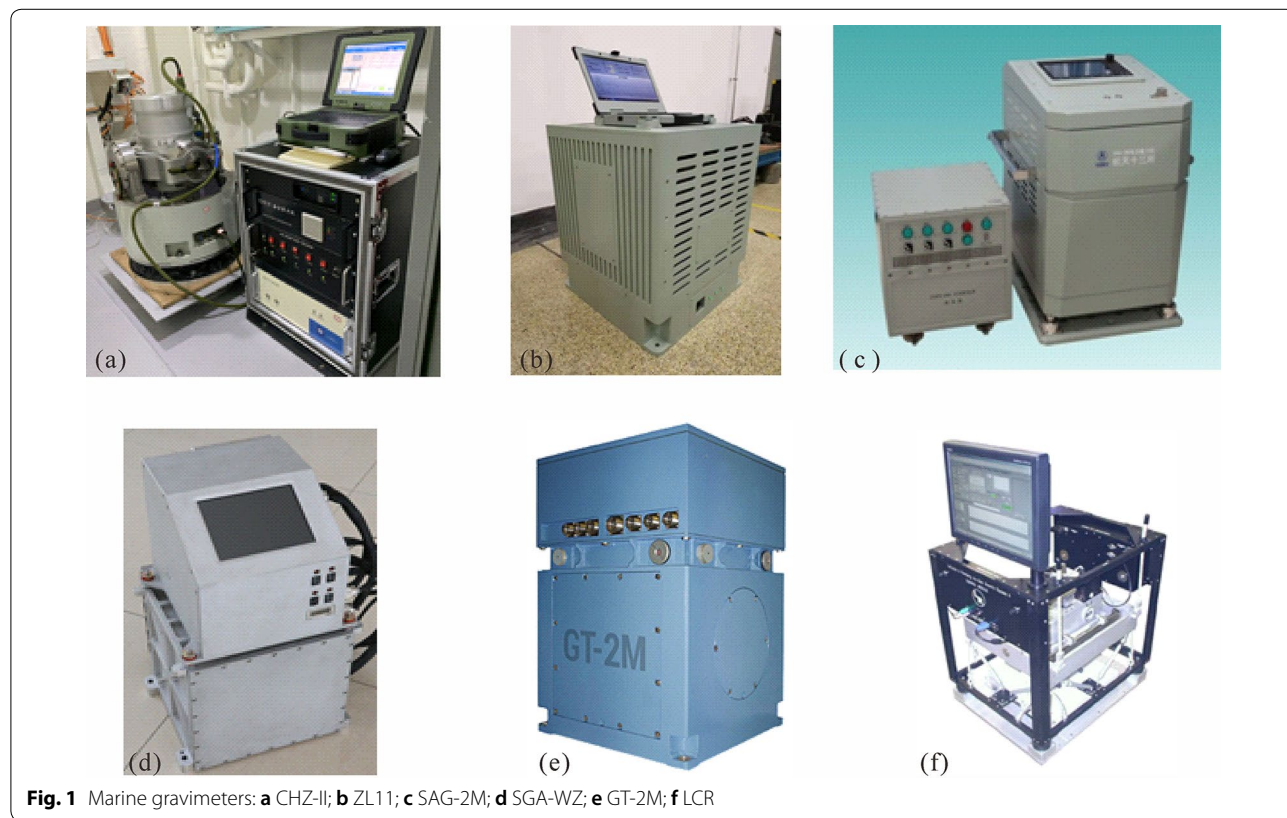 (a)
(b)
( c )
(d)
GT-2M
(e)
(f)
Fig. 1 Marine gravimeters: a CHZ-II; b ZL11; c SAG-2M; d SGA-WZ; e GT-2M; f LCR